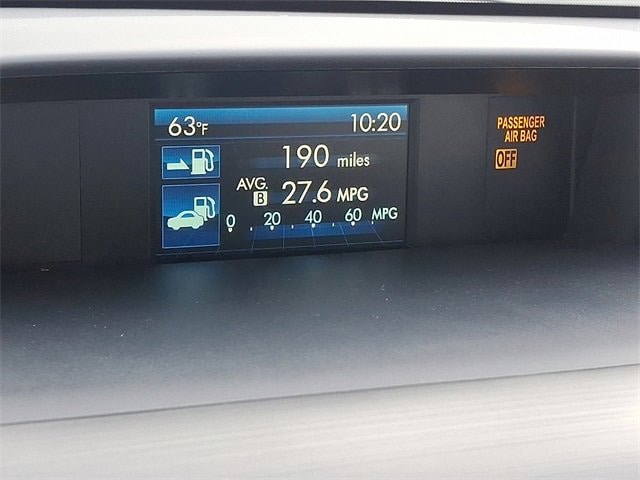 63°F 10:20
190 miles
AVG. B 27.6 MPG
0 20 40 60 MPG
PASSENGER
AIR BAG
OFF